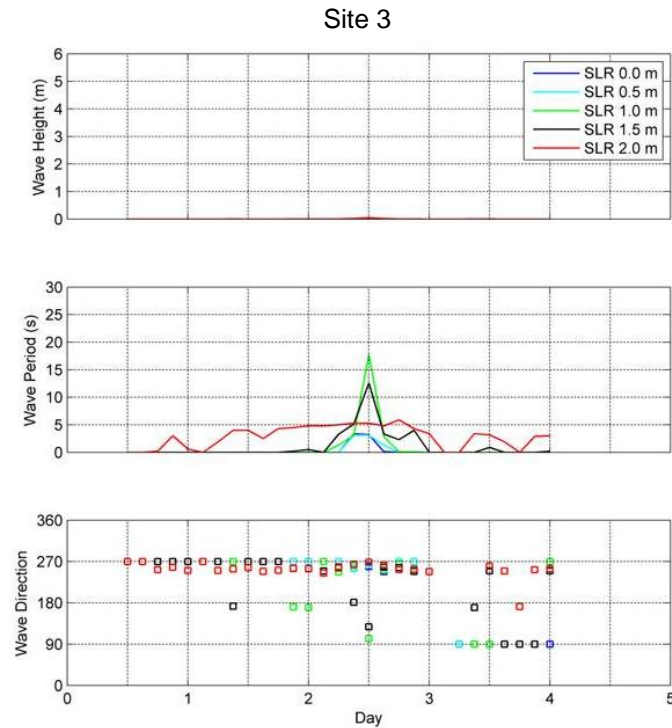 Site 3
6
5
4
3
2
1
0
Wave Height (m)
SLR 0.0 m
SLR 0.5 m
SLR 1.0 m
SLR 1.5 m
SLR 2.0 m
30
25
20
15
10
5
0
Wave Period (s)
360
270
180
90
0
Wave Direction
0 1 2 3 4 5
Day